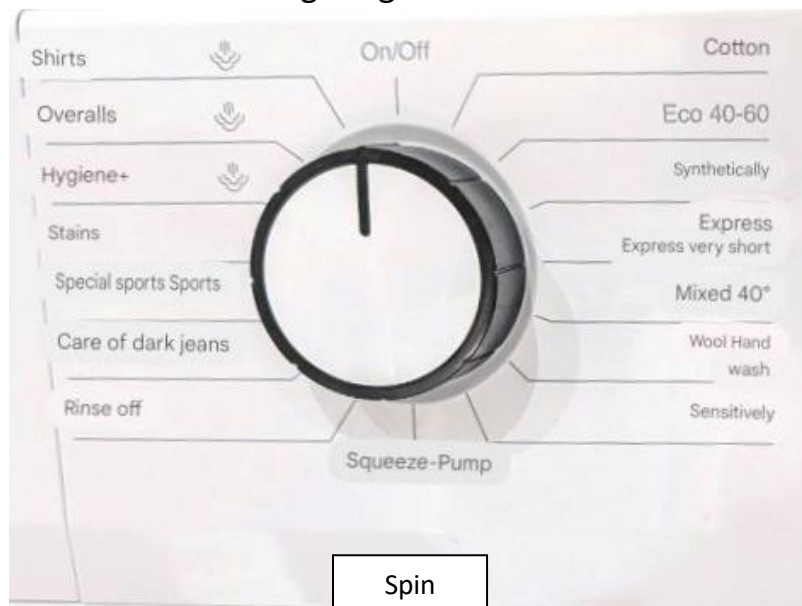 On/Off
Shirts
Overalls
Hygiene+
Stains
Special sports Sports
Care of dark jeans
Rinse off
Cotton
Eco 40-60
Synthetically
Express
Express very short
Mixed 40°
Wool Hand
wash
Sensitively
Squeeze-Pump
Spin